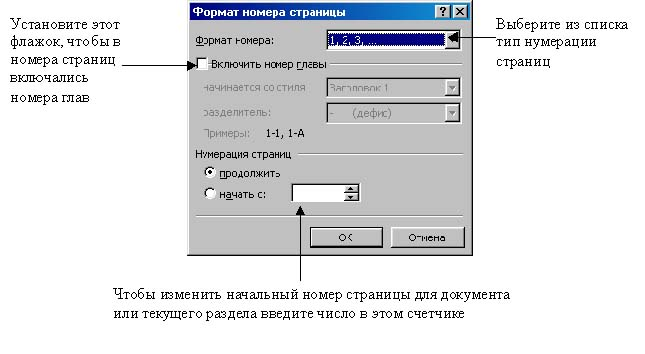 Установите этот
флажок, чтобы в
номера страниц
включались
номера глав
Формат номера страницы
Формат номера:
1, 2, 3, ...
Включить номер главы
начинается со стиля
Заголовок 1
разделитель:
- (дефис)
Примеры: 1-1, 1-A
Нумерация страниц
продолжить
начать с:
OK
Отмена
Выберите из списка
тип нумерации
страниц
Чтобы изменить начальный номер страницы для документа
или текущего раздела введите число в этом счетчике